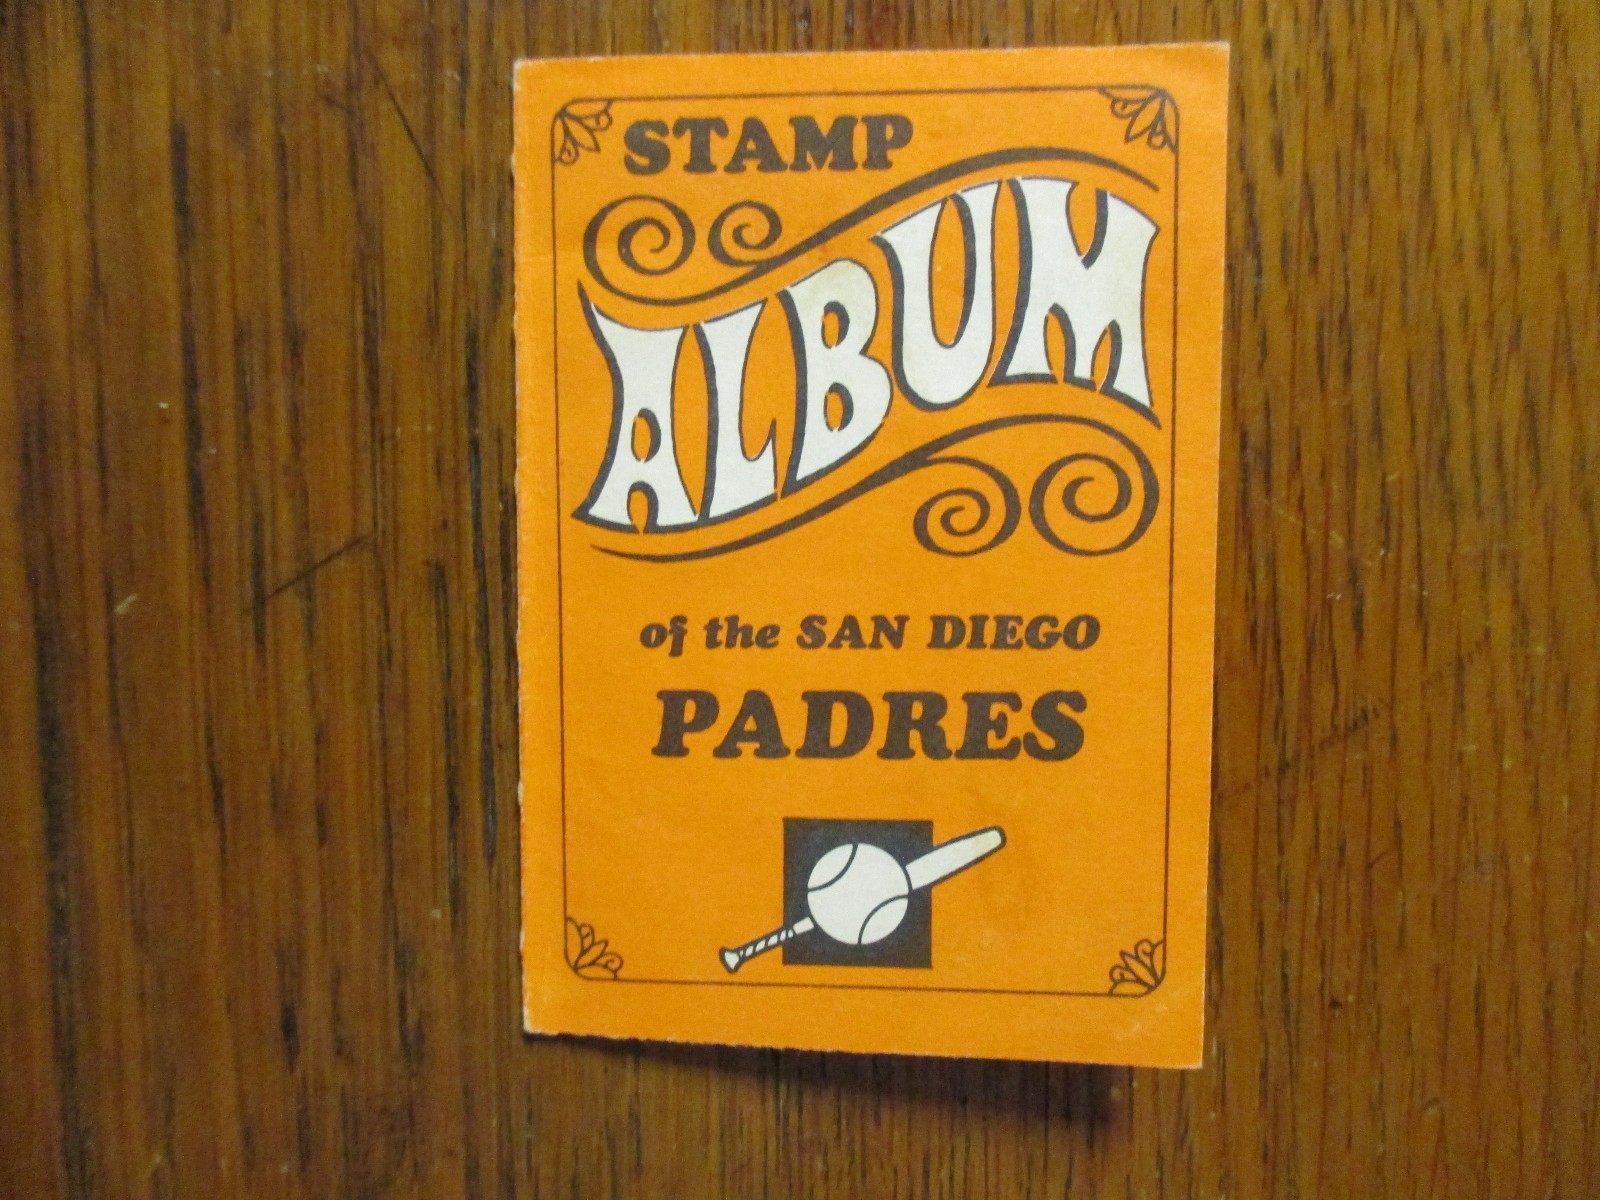 STAMP
ALBUM
of the SAN DIEGO
PADRES